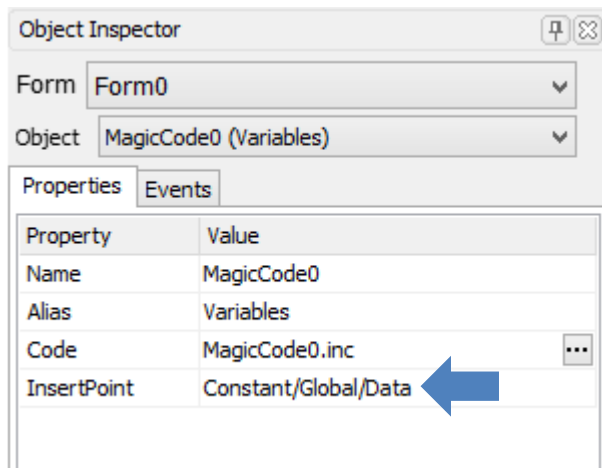 Object Inspector
Form Form0
Object MagicCode0 (Variables)
Properties Events
Property Value
Name MagicCode0
Alias Variables
Code MagicCode0.inc ...
InsertPoint Constant/Global/Data